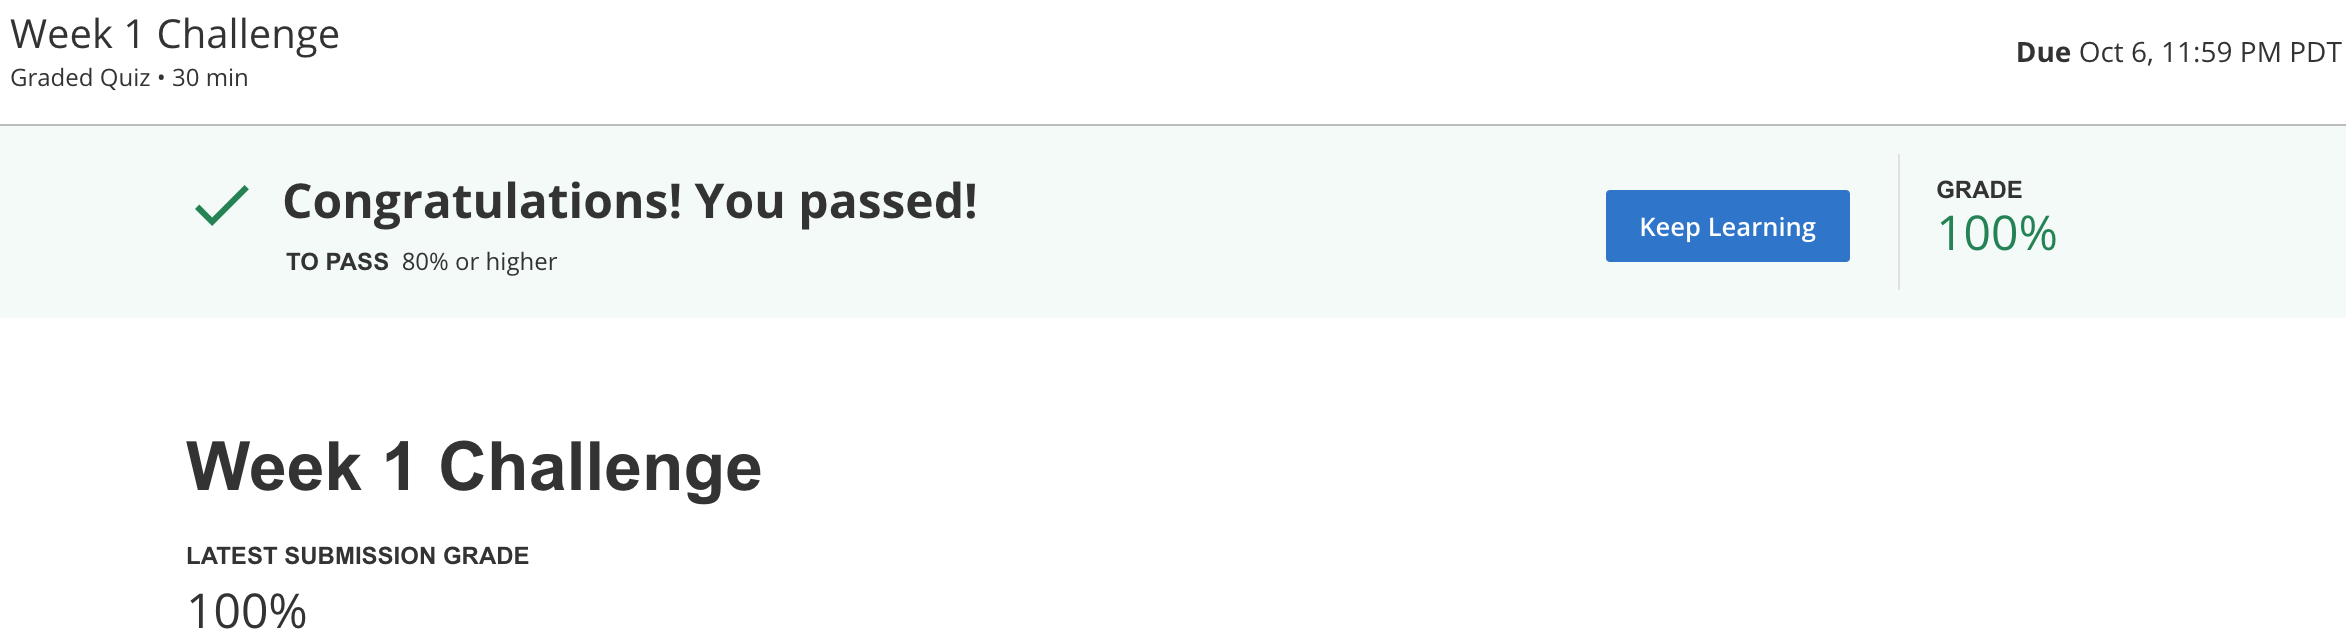 Week 1 Challenge
Graded Quiz • 30 min
Due Oct 6, 11:59 PM PDT
Congratulations! You passed!
TO PASS 80% or higher
Keep Learning
GRADE
100%
Week 1 Challenge
LATEST SUBMISSION GRADE
100%